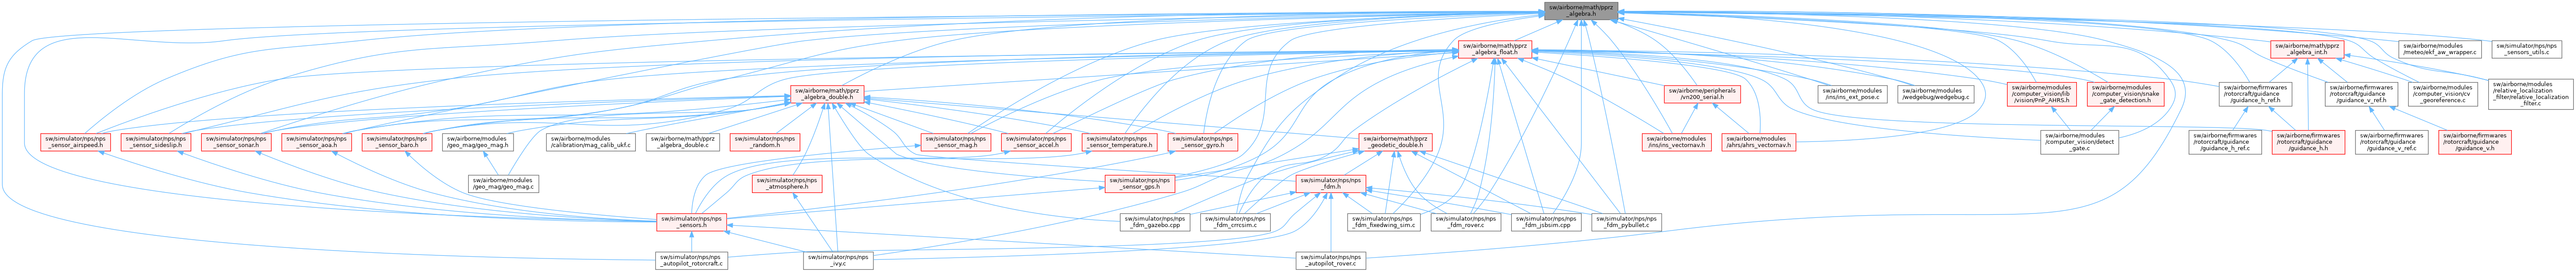 sw/airborne/math/pprz
_algebra.h
sw/airborne/math/pprz
_algebra_float.h
sw/airborne/math/pprz
_algebra_int.h
sw/airborne/modules
/meteo/ekf_aw_wrapper.c
sw/simulator/nps/nps
_sensors_utils.c
sw/airborne/math/pprz
_algebra_double.h
sw/airborne/peripherals
/vn200_serial.h
sw/airborne/modules
/ins/ins_ext_pose.c
sw/airborne/modules
/wedgebug/wedgebug.c
sw/airborne/modules
/computer_vision/lib
/vision/PnP_AHRS.h
sw/airborne/modules
/computer_vision/snake
_gate_detection.h
sw/airborne/firmwares
/rotorcraft/guidance
/guidance_h_ref.h
sw/airborne/firmwares
/rotorcraft/guidance
/guidance_v_ref.h
sw/airborne/modules
/computer_vision/cv
_georeference.c
sw/airborne/modules
/relative_localization
_filter/relative_localization
_filter.c
sw/simulator/nps/nps
_sensor_airspeed.h
sw/simulator/nps/nps
_sensor_sideslip.h
sw/simulator/nps/nps
_sensor_sonar.h
sw/simulator/nps/nps
_sensor_aoa.h
sw/simulator/nps/nps
_sensor_baro.h
sw/airborne/modules
/geo_mag/geo_mag.h
sw/airborne/modules
/calibration/mag_calib_ukf.c
sw/airborne/math/pprz
_algebra_double.c
sw/simulator/nps/nps
_random.h
sw/simulator/nps/nps
_sensor_mag.h
sw/simulator/nps/nps
_sensor_accel.h
sw/simulator/nps/nps
_sensor_temperature.h
sw/simulator/nps/nps
_sensor_gyro.h
sw/airborne/math/pprz
_geodetic_double.h
sw/airborne/modules
/ins/ins_vectornav.h
sw/airborne/modules
/ahrs/ahrs_vectornav.h
sw/airborne/modules
/computer_vision/detect
_gate.c
sw/airborne/firmwares
/rotorcraft/guidance
/guidance_h_ref.c
sw/airborne/firmwares
/rotorcraft/guidance
/guidance_h.h
sw/airborne/firmwares
/rotorcraft/guidance
/guidance_v_ref.c
sw/airborne/firmwares
/rotorcraft/guidance
/guidance_v.h
sw/airborne/modules
/geo_mag/geo_mag.c
sw/simulator/nps/nps
_atmosphere.h
sw/simulator/nps/nps
_sensor_gps.h
sw/simulator/nps/nps
_fdm.h
sw/simulator/nps/nps
_sensors.h
sw/simulator/nps/nps
_fdm_gazebo.cpp
sw/simulator/nps/nps
_fdm_crrcsim.c
sw/simulator/nps/nps
_fdm_fixedwing_sim.c
sw/simulator/nps/nps
_fdm_rover.c
sw/simulator/nps/nps
_fdm_jsbsim.cpp
sw/simulator/nps/nps
_fdm_pybullet.c
sw/simulator/nps/nps
_autopilot_rotorcraft.c
sw/simulator/nps/nps
_ivy.c
sw/simulator/nps/nps
_autopilot_rover.c